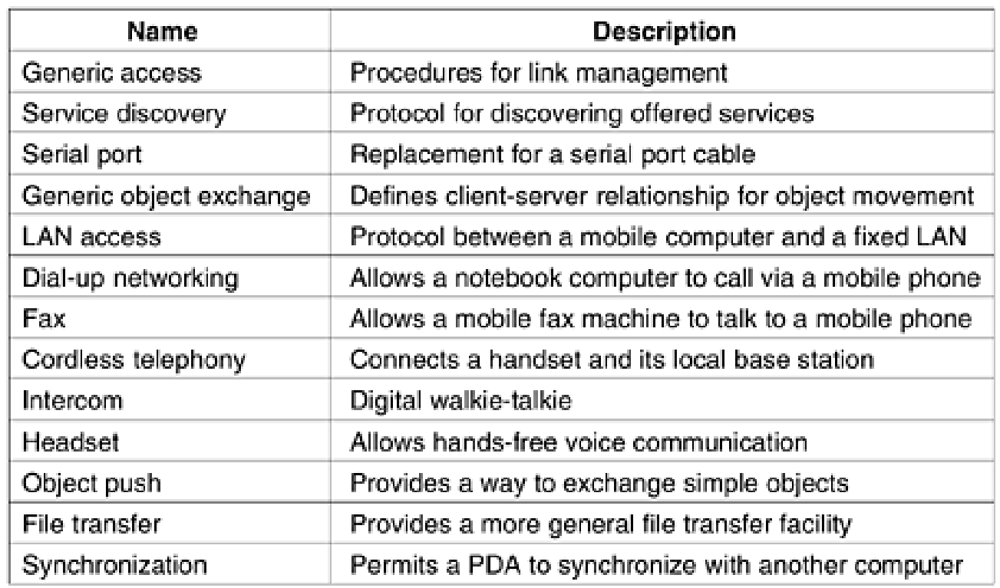 Name Description
Generic access Procedures for link management
Service discovery Protocol for discovering offered services
Serial port Replacement for a serial port cable
Generic object exchange Defines client-server relationship for object movement
LAN access Protocol between a mobile computer and a fixed LAN
Dial-up networking Allows a notebook computer to call via a mobile phone
Fax Allows a mobile fax machine to talk to a mobile phone
Cordless telephony Connects a handset and its local base station
Intercom Digital walkie-talkie
Headset Allows hands-free voice communication
Object push Provides a way to exchange simple objects
File transfer Provides a more general file transfer facility
Synchronization Permits a PDA to synchronize with another computer